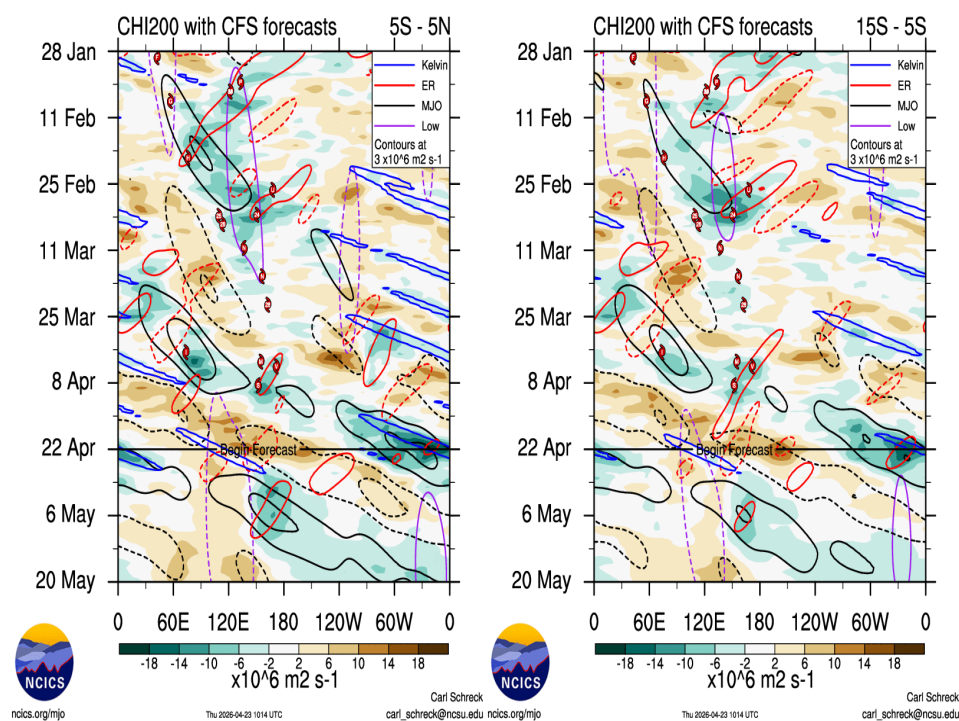 CHI200 with CFS forecasts 5S - 5N
28 Jan
11 Feb
25 Feb
11 Mar
25 Mar
8 Apr
22 Apr
6 May
20 May
Kelvin
ER
MJO
Low
Contours at
3 x10^6 m2 s-1
Begin Forecast
0 60E 120E 180 120W 60W 0
-18 -14 -10 -6 -2 2 6 10 14 18
x10^6 m2 s-1
NCICS
ncics.org/mjo
Thu 2026-04-23 1014 UTC
Carl Schreck
carl_schreck@ncsu.edu
CHI200 with CFS forecasts 15S - 5S
28 Jan
11 Feb
25 Feb
11 Mar
25 Mar
8 Apr
22 Apr
6 May
20 May
Kelvin
ER
MJO
Low
Contours at
3 x10^6 m2 s-1
Begin Forecast
0 60E 120E 180 120W 60W 0
-18 -14 -10 -6 -2 2 6 10 14 18
x10^6 m2 s-1
NCICS
ncics.org/mjo
Thu 2026-04-23 1014 UTC
Carl Schreck
carl_schreck@ncsu.edu